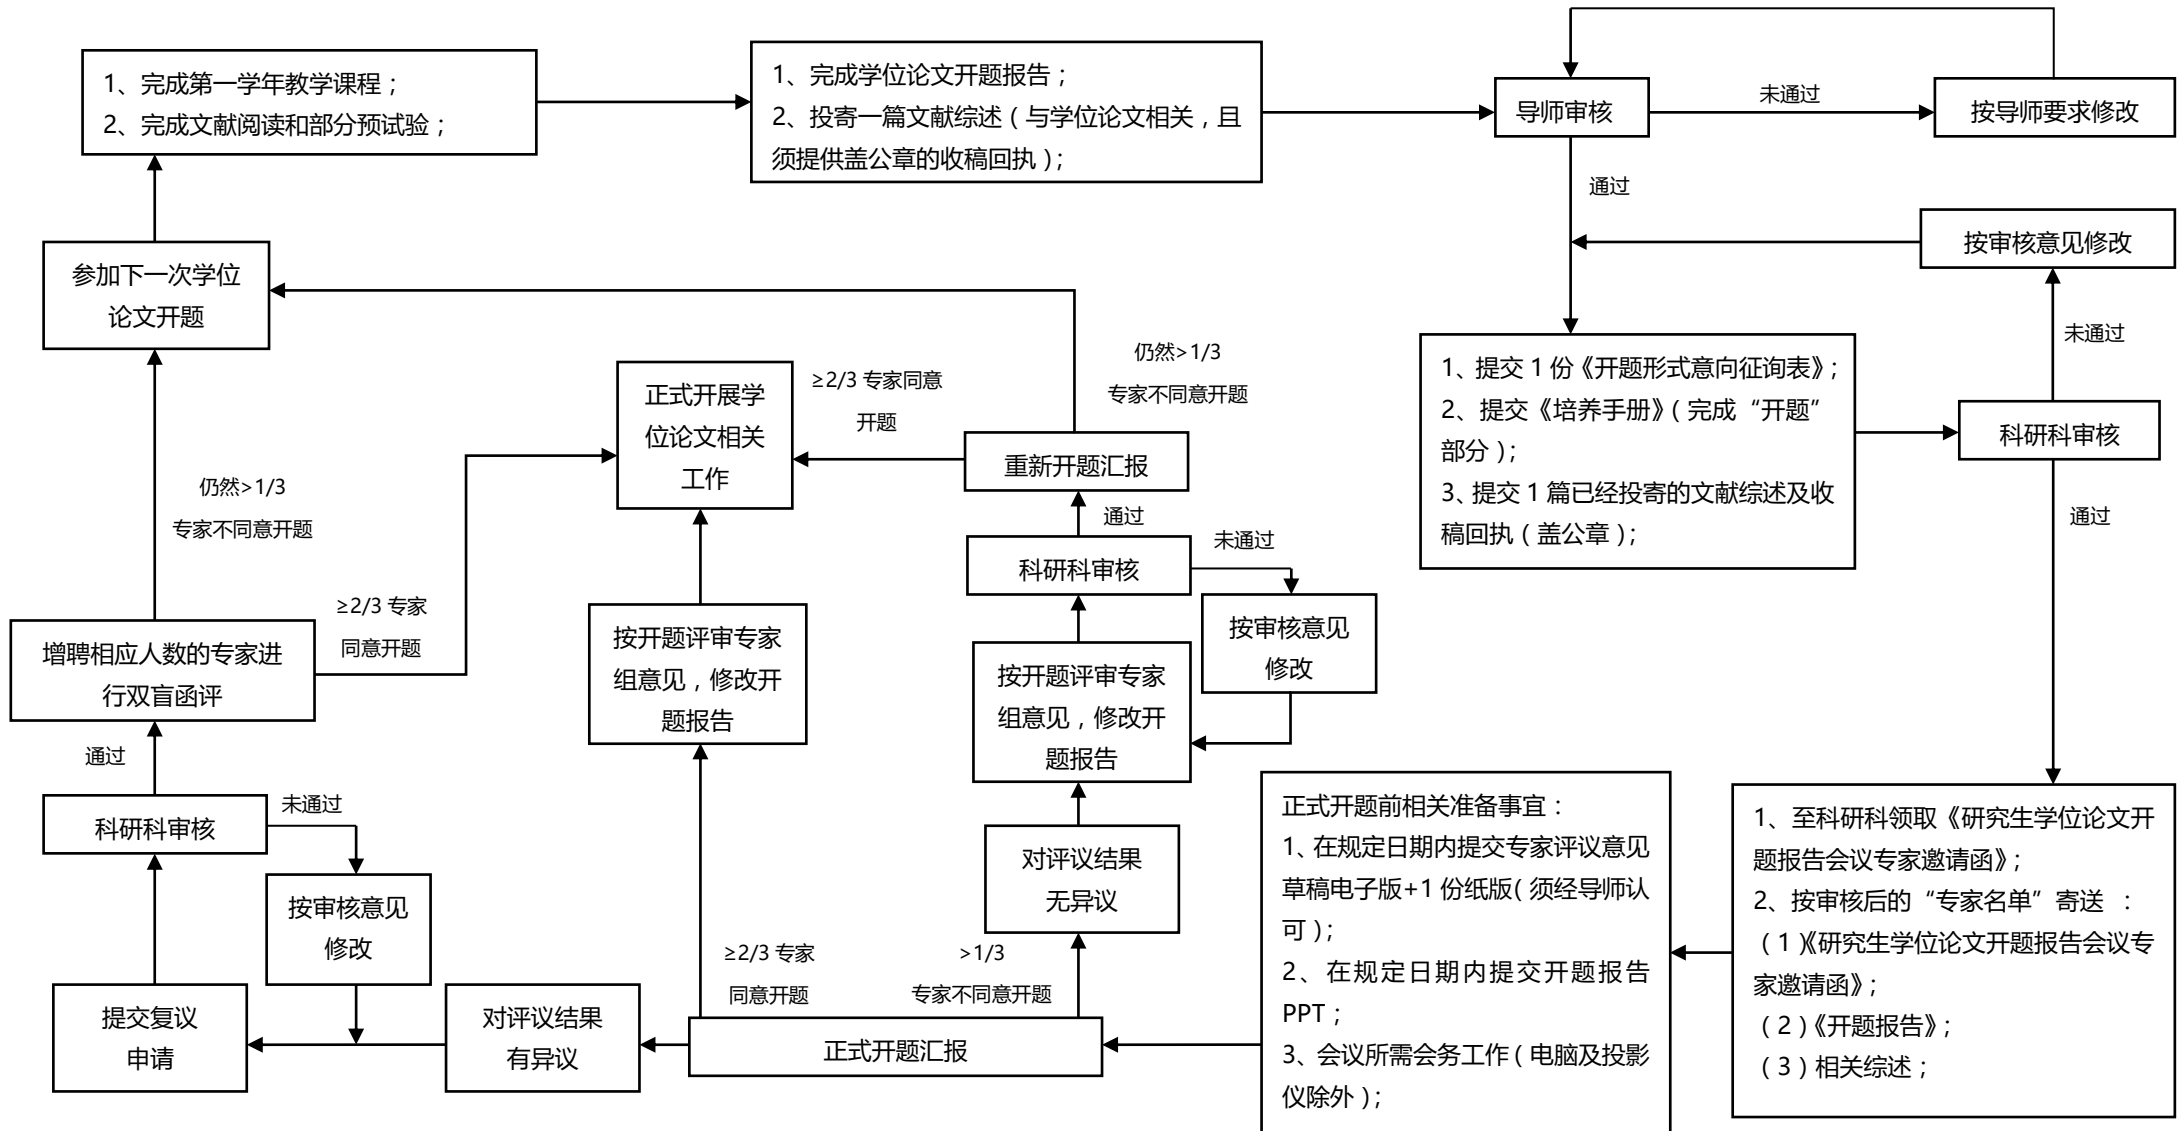 1、完成第一学年教学课程；
2、完成文献阅读和部分预试验；
1、完成学位论文开题报告；
2、投寄一篇文献综述（与学位论文相关，且
须提供盖公章的收稿回执）；
导师审核
未通过
按导师要求修改
通过
按审核意见修改
未通过
参加下一次学位
论文开题
仍然>1/3
专家不同意开题
≥2/3 专家同意
开题
正式开展学
位论文相关
工作
重新开题汇报
1、提交 1 份《开题形式意向征询表》；
2、提交《培养手册》（完成“开题”
部分）；
3、提交 1 篇已经投寄的文献综述及收
稿回执（盖公章）；
科研科审核
通过
仍然>1/3
专家不同意开题
通过
科研科审核
未通过
按审核意见
修改
≥2/3 专家
同意开题
增聘相应人数的专家进
行双盲函评
按开题评审专家
组意见，修改开
题报告
按开题评审专家
组意见，修改开
题报告
通过
科研科审核
未通过
按审核意见
修改
对评议结果
无异议
正式开题前相关准备事宜：
1、在规定日期内提交专家评议意见
草稿电子版+1 份纸版（须经导师认
可）；
2、在规定日期内提交开题报告
PPT；
3、会议所需会务工作（电脑及投影
仪除外）；
1、至科研科领取《研究生学位论文开
题报告会议专家邀请函》；
2、按审核后的“专家名单”寄送 ：
（1）《研究生学位论文开题报告会议专
家邀请函》；
（2）《开题报告》；
（3）相关综述；
≥2/3 专家
同意开题
>1/3
专家不同意开题
提交复议
申请
对评议结果
有异议
正式开题汇报